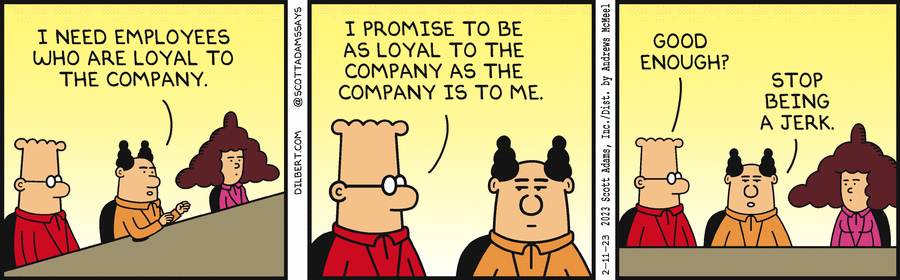 I NEED EMPLOYEES
WHO ARE LOYAL TO
THE COMPANY.
DILBERT.COM @SCOTTADAMSSAYS
I PROMISE TO BE
AS LOYAL TO THE
COMPANY AS THE
COMPANY IS TO ME.
2-11-23 2023 Scott Adams, Inc./Dist. by Andrews McMeel
GOOD
ENOUGH?
STOP
BEING
A JERK.